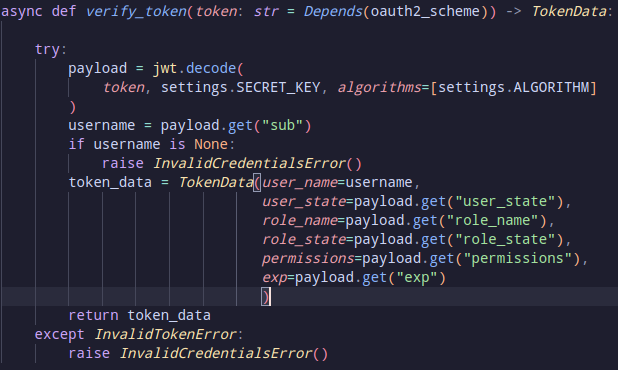 async def verify_token(token: str = Depends(oauth2_scheme)) -> TokenData:
    try:
        payload = jwt.decode(
            token, settings.SECRET_KEY, algorithms=[settings.ALGORITHM]
        )
        username = payload.get("sub")
        if username is None:
            raise InvalidCredentialsError()
        token_data = TokenData(user_name=username,
                               user_state=payload.get("user_state"),
                               role_name=payload.get("role_name"),
                               role_state=payload.get("role_state"),
                               permissions=payload.get("permissions"),
                               exp=payload.get("exp")
                               )
        return token_data
    except InvalidTokenError:
        raise InvalidCredentialsError()